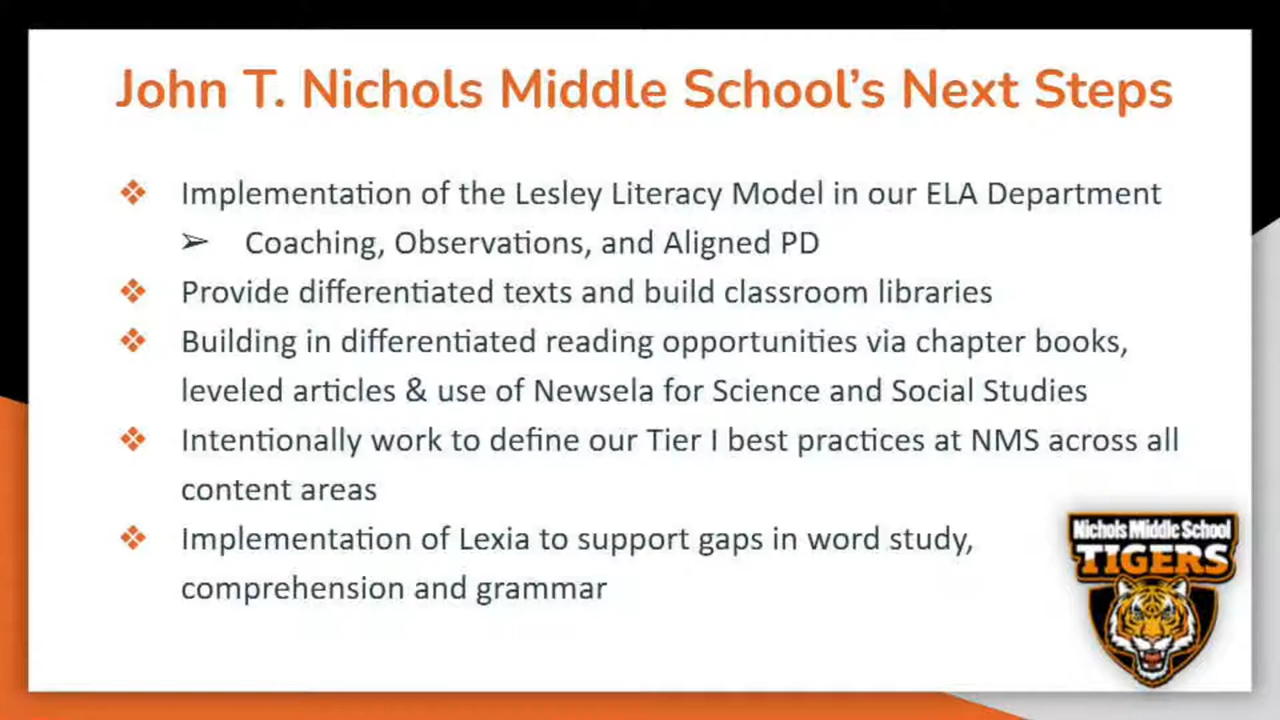 John T. Nichols Middle School’s Next Steps
❖ Implementation of the Lesley Literacy Model in our ELA Department
➢ Coaching, Observations, and Aligned PD
❖ Provide differentiated texts and build classroom libraries
❖ Building in differentiated reading opportunities via chapter books,
leveled articles & use of Newsela for Science and Social Studies
❖ Intentionally work to define our Tier I best practices at NMS across all
content areas
❖ Implementation of Lexia to support gaps in word study,
comprehension and grammar
Nichols Middle School
TIGERS